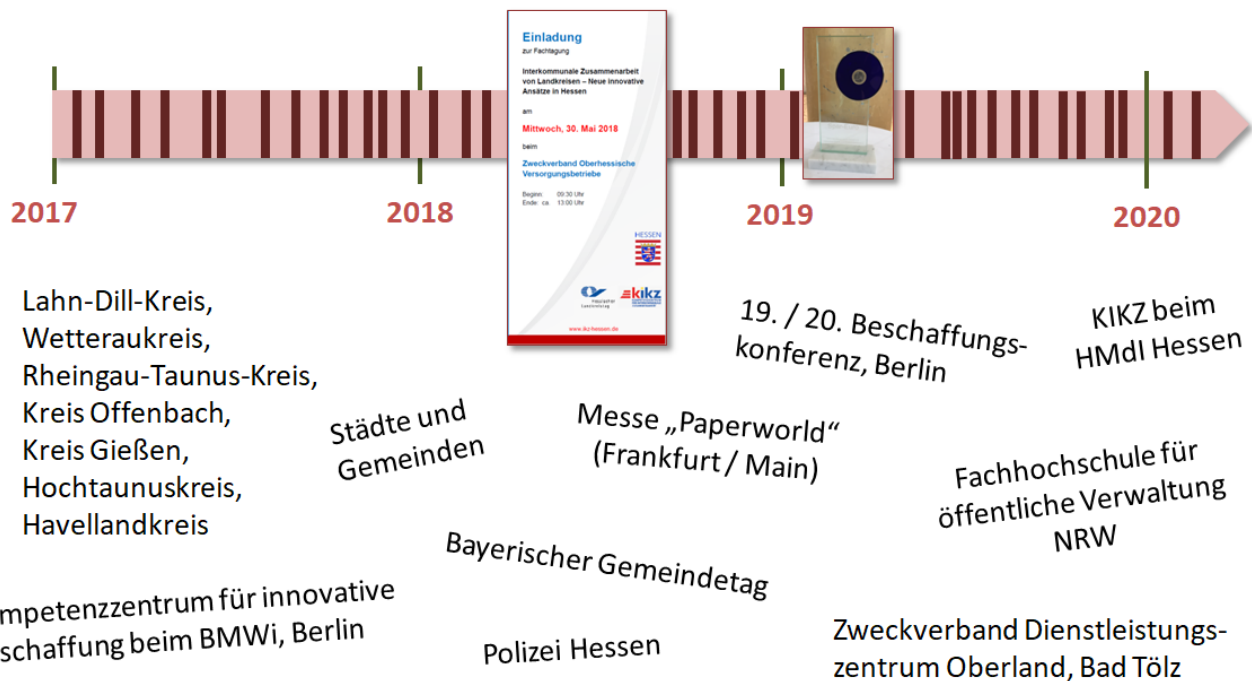 Einladung
zur Fachtagung
Interkommunale Zusammenarbeit
von Landkreisen – Neue innovative
Ansätze in Hessen
am
Mittwoch, 30. Mai 2018
beim
Zweckverband Oberhessische
Versorgungsbetriebe
Beginn: 09:30 Uhr
Ende: ca. 13:00 Uhr
HESSEN
Hessischer
Landkreistag
kikz
www.ikz-hessen.de
2017
2018
2019
2020
Lahn-Dill-Kreis,
Wetteraukreis,
Rheingau-Taunus-Kreis,
Kreis Offenbach,
Kreis Gießen,
Hochtaunuskreis,
Havellandkreis
Städte und
Gemeinden
Messe „Paperworld“
(Frankfurt / Main)
19. / 20. Beschaffungs-
konferenz, Berlin
KIKZ beim
HMdI Hessen
Fachhochschule für
öffentliche Verwaltung
NRW
Bayerischer Gemeindetag
mpetenzzentrum für innovative
schaffung beim BMWi, Berlin
Polizei Hessen
Zweckverband Dienstleistungs-
zentrum Oberland, Bad Tölz